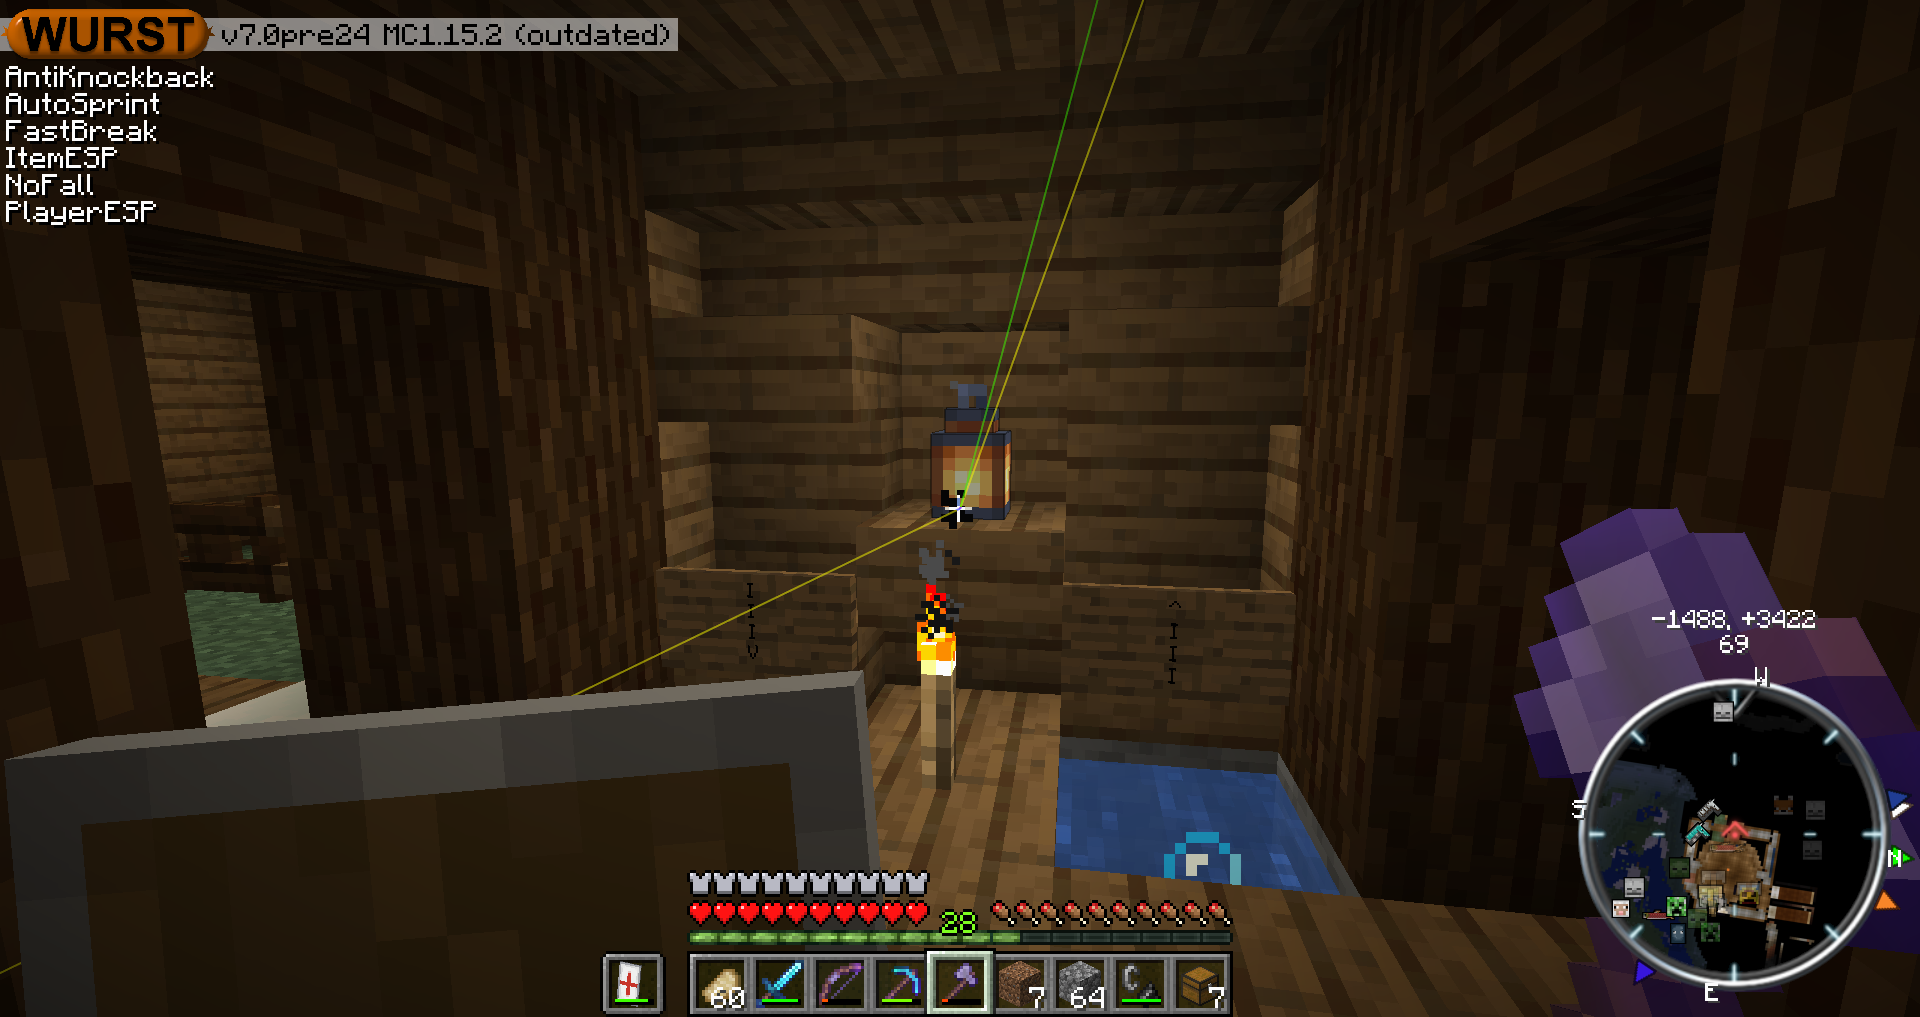 WURST v7.0pre24 MC1.15.2 (outdated)
AntiKnockback
AutoSprint
FastBreak
ItemESP
NoFall
PlayerESP
I
I
I
V
^
I
I
I
-1488, +3422
69
W
S
N
E
28
60
7
64
7